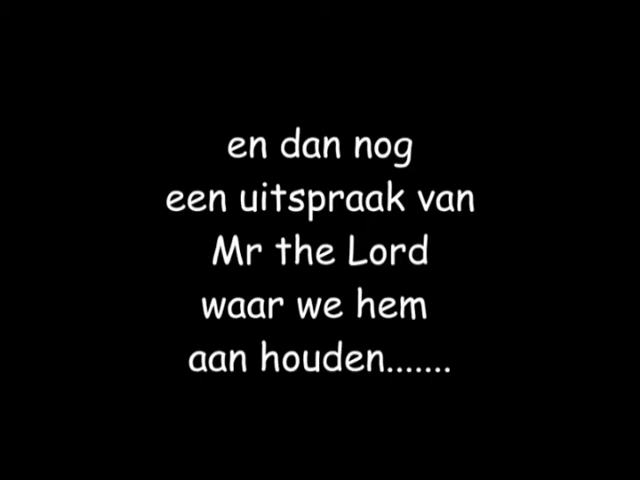 en dan nog
een uitspraak van
Mr the Lord
waar we hem
aan houden.......